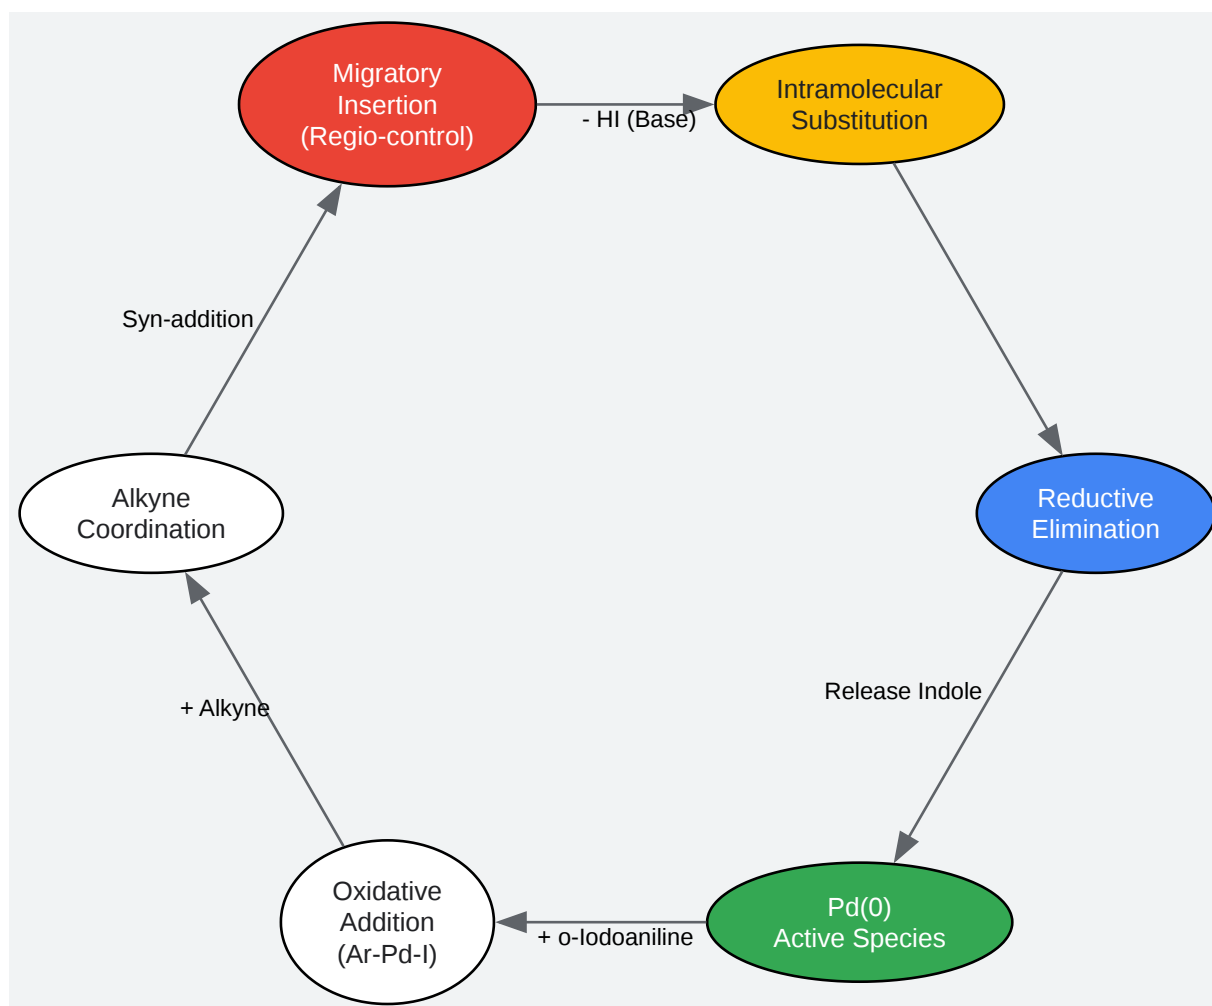 Migratory
Insertion
(Regio-control)
- HI (Base)
Intramolecular
Substitution
Syn-addition
Alkyne
Coordination
Reductive
Elimination
+ Alkyne
Release Indole
Oxidative
Addition
(Ar-Pd-I)
+ o-Iodoaniline
Pd(0)
Active Species